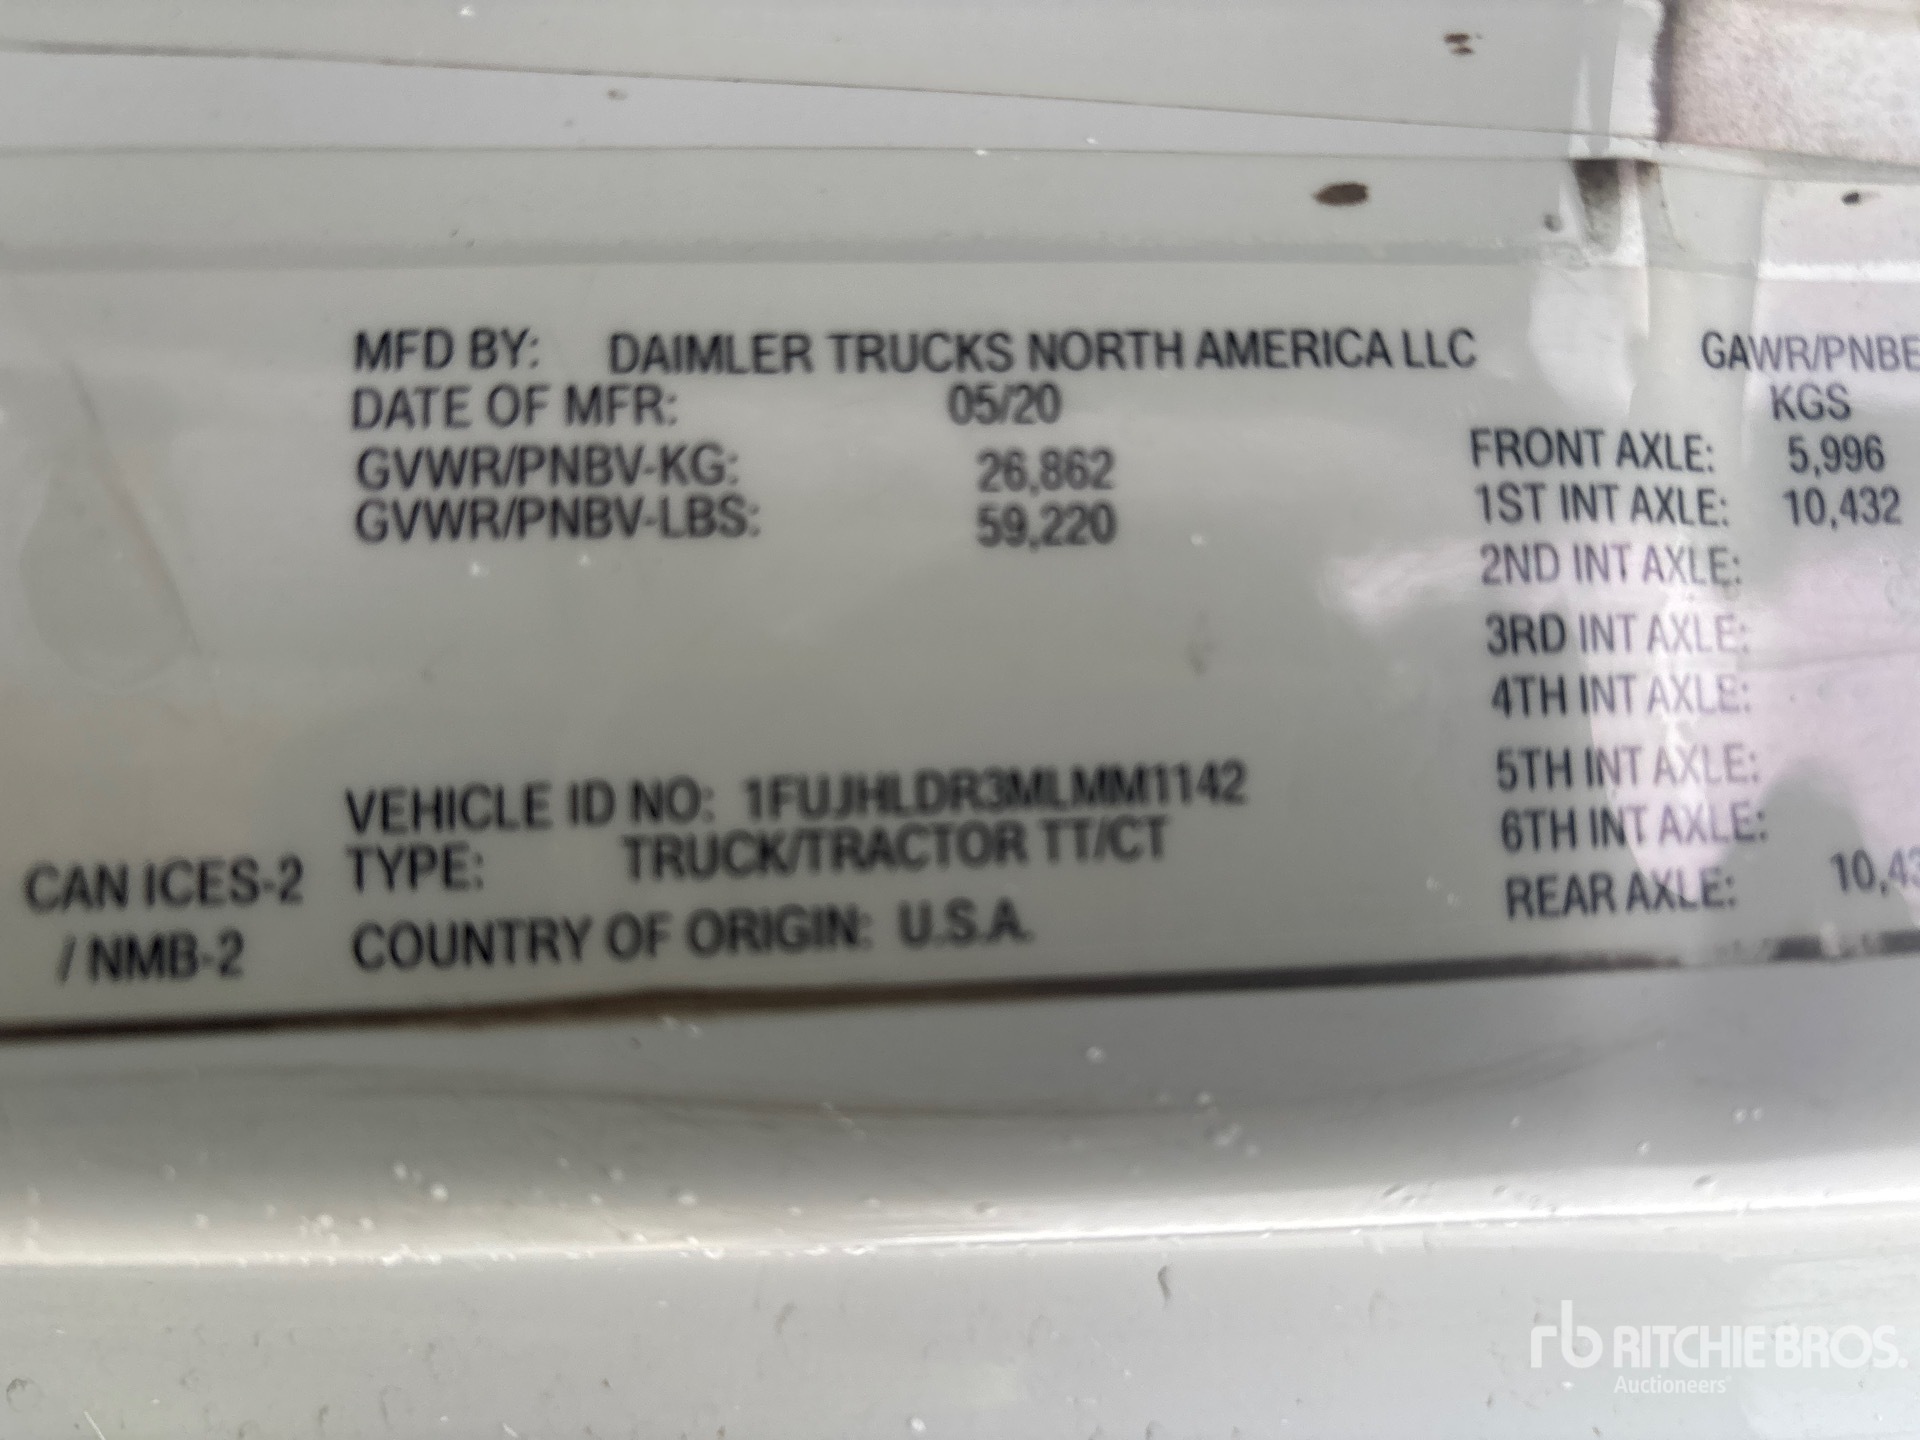 MFD BY: DAIMLER TRUCKS NORTH AMERICA LLC
DATE OF MFR: 05/20
GVWR/PNBV-KG: 26,862
GVWR/PNBV-LBS: 59,220
VEHICLE ID NO: 1FUJHLDR3MLMM1142
TYPE: TRUCK/TRACTOR TT/CT
COUNTRY OF ORIGIN: U.S.A.
CAN ICES-2
/ NMB-2
GAWR/PNBE
KGS
FRONT AXLE: 5,996
1ST INT AXLE: 10,432
2ND INT AXLE:
3RD INT AXLE:
4TH INT AXLE:
5TH INT AXLE:
6TH INT AXLE:
REAR AXLE: 10,43
rb RITCHIE BROS.
Auctioneers